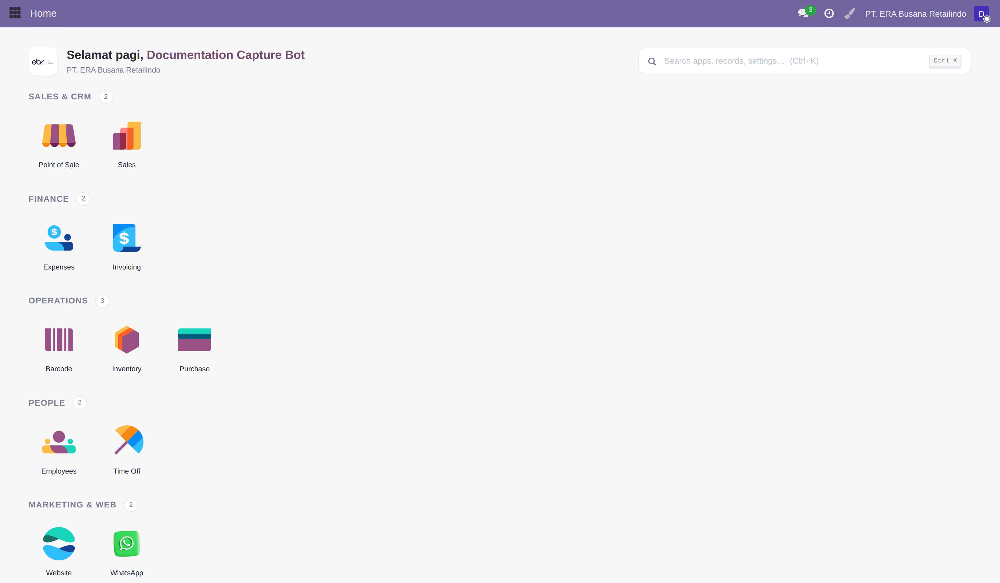 Home
3
PT. ERA Busana Retailindo
D
ebr
Selamat pagi, Documentation Capture Bot
PT. ERA Busana Retailindo
Search apps, records, settings… (Ctrl+K)
Ctrl K
SALES & CRM 2
Point of Sale
Sales
FINANCE 2
$
$
Expenses
Invoicing
OPERATIONS 3
Barcode
Inventory
Purchase
PEOPLE 2
Employees
Time Off
MARKETING & WEB 2
Website
WhatsApp